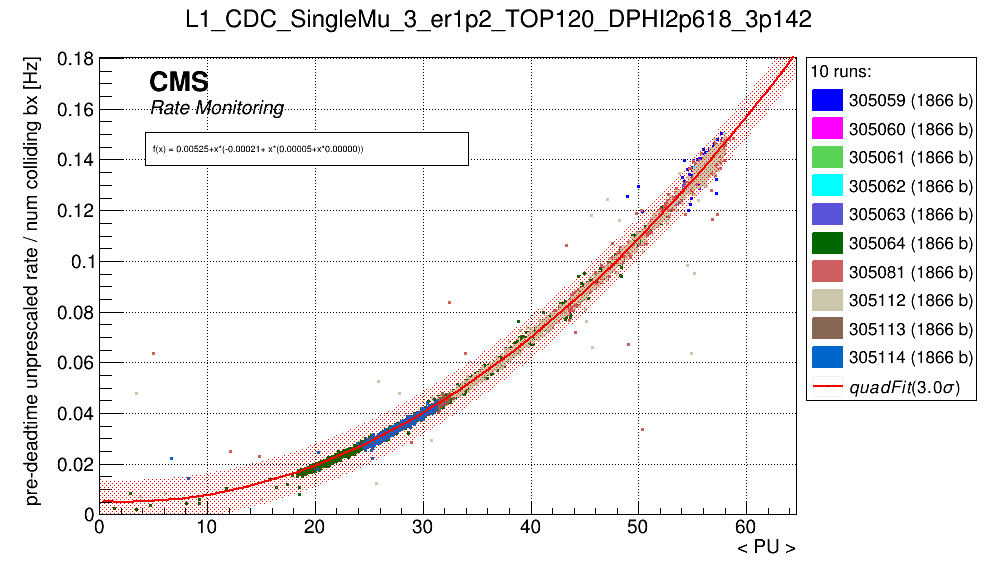 L1_CDC_SingleMu_3_er1p2_TOP120_DPHI2p618_3p142
pre-deadtime unprescaled rate / num colliding bx [Hz]
0.18
0.16
0.14
0.12
0.1
0.08
0.06
0.04
0.02
0
CMS
Rate Monitoring
f(x) = 0.00525+x*(-0.00021+ x*(0.00005+x*0.00000))
0 10 20 30 40 50 60
< PU >
10 runs:
305059 (1866 b)
305060 (1866 b)
305061 (1866 b)
305062 (1866 b)
305063 (1866 b)
305064 (1866 b)
305081 (1866 b)
305112 (1866 b)
305113 (1866 b)
305114 (1866 b)
quadFit(3.0σ)